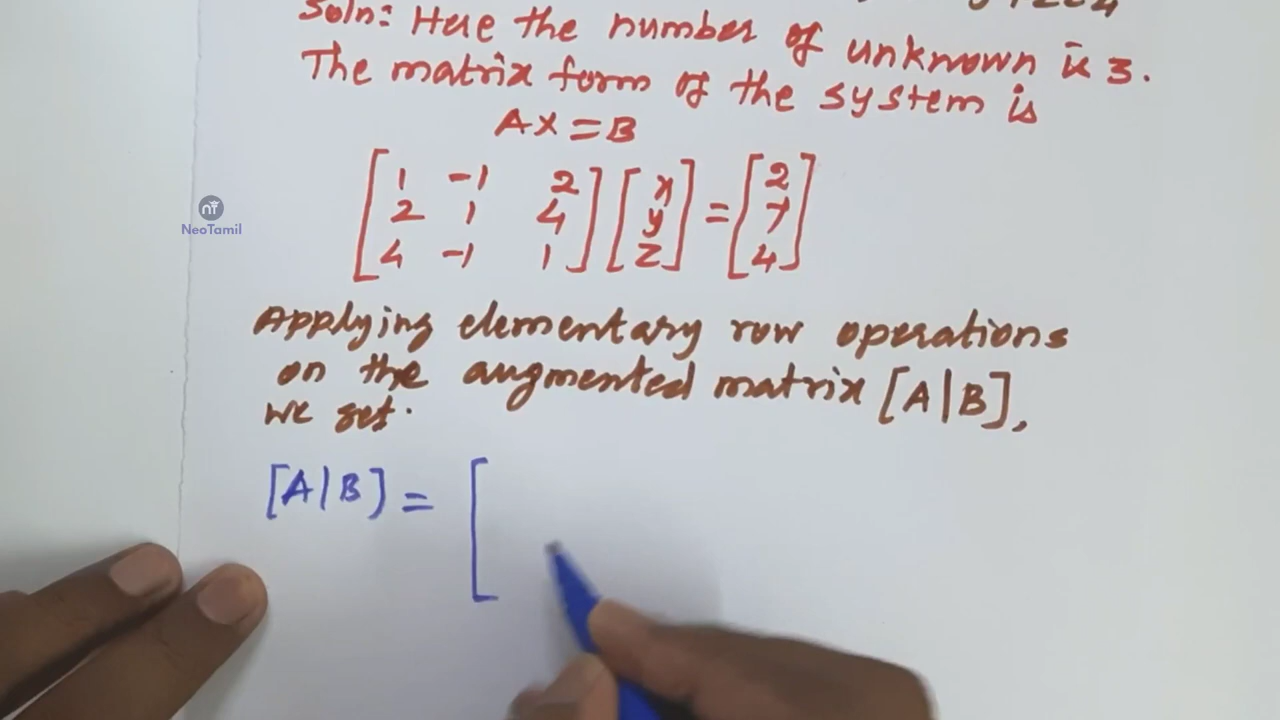 Soln: Here the number of unknown is 3.
The matrix form of the system is
AX = B
[1 -1 2] [x] = [2]
[2 1 4] [y] [7]
[4 -1 1] [z] [4]
NeoTamil
Applying elementary row operations
on the augmented matrix [A|B],
we get.
[A|B] = [